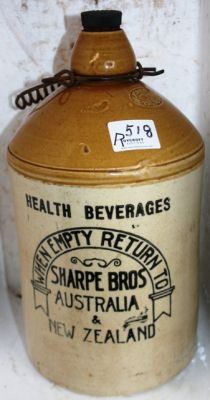 518
HEALTH BEVERAGES
WHEN EMPTY RETURN TO
SHARPE BROS
AUSTRALIA
&
NEW ZEALAND